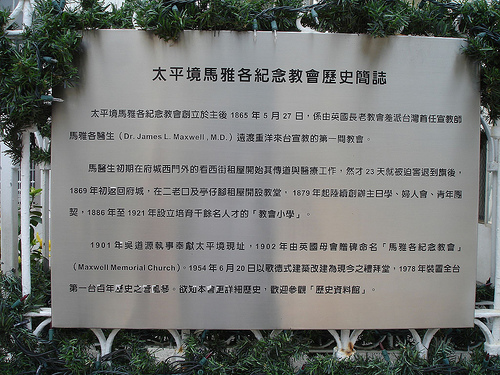 太平境馬雅各紀念教會歷史簡誌
太平境馬雅各紀念教會創立於主後 1865 年 5 月 27 日，係由英國長老教會差派台灣首任宣教師
馬雅各醫生（Dr. James L. Maxwell , M.D.）遠渡重洋來台宣教的第一間教會。
馬醫生初期在府城西門外的看西街租屋開始其傳道與醫療工作，然才 23 天就被迫害退到旗後，
1869 年初返回府城，在二老口及亭仔腳租屋開設教堂， 1879 年起陸續創辦主日學、婦人會、青年團
契，1886 年至 1921 年設立培育千餘名人才的「教會小學」。
1901 年吳道源執事奉獻太平境現址，1902 年由英國母會贈碑命名「馬雅各紀念教會」
（Maxwell Memorial Church）。1954 年 6 月 20 日以歌德式建築改建為現今之禮拜堂，1978 年裝置全台
第一台百年歷史之管風琴。欲知本會更詳細歷史，歡迎參觀「歷史資料館」。